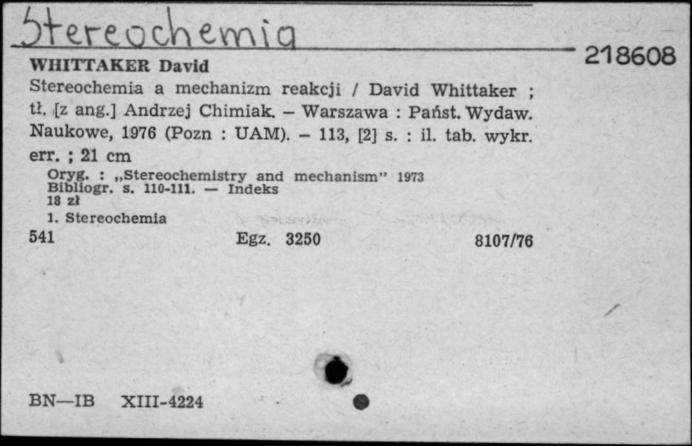 Stereochemia
218608
WHITTAKER David
Stereochemia a mechanizm reakcji / David Whittaker ;
tł. [z ang.] Andrzej Chimiak. — Warszawa : Państ. Wydaw.
Naukowe, 1976 (Pozn : UAM). — 113, [2] s. : il. tab. wykr.
err. ; 21 cm
Oryg. : „Stereochemistry and mechanism” 1973
Bibliogr. s. 110-111. — Indeks
18 zł
1. Stereochemia
541 Egz. 3250 8107/76
BN—IB XIII-4224